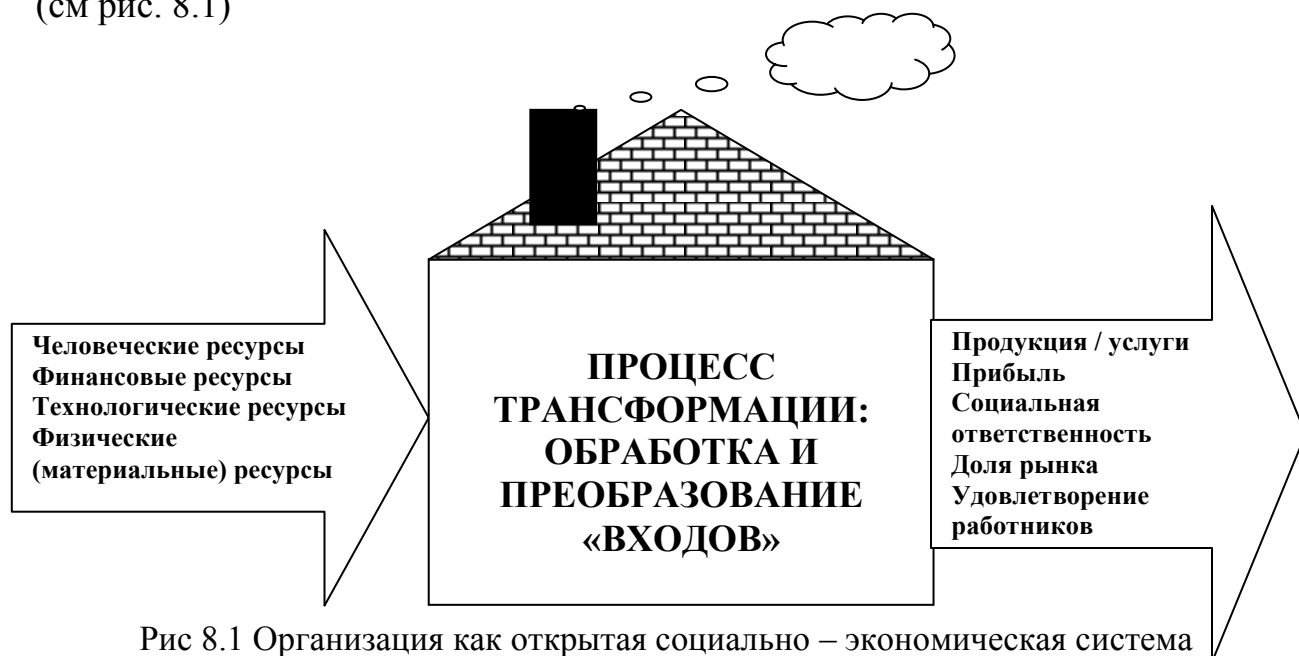 (см рис. 8.1)
Человеческие ресурсы
Финансовые ресурсы
Технологические ресурсы
Физические
(материальные) ресурсы
ПРОЦЕСС
ТРАНСФОРМАЦИИ:
ОБРАБОТКА И
ПРЕОБРАЗОВАНИЕ
«ВХОДОВ»
Продукция / услуги
Прибыль
Социальная
ответственность
Доля рынка
Удовлетворение
работников
Рис 8.1 Организация как открытая социально – экономическая система